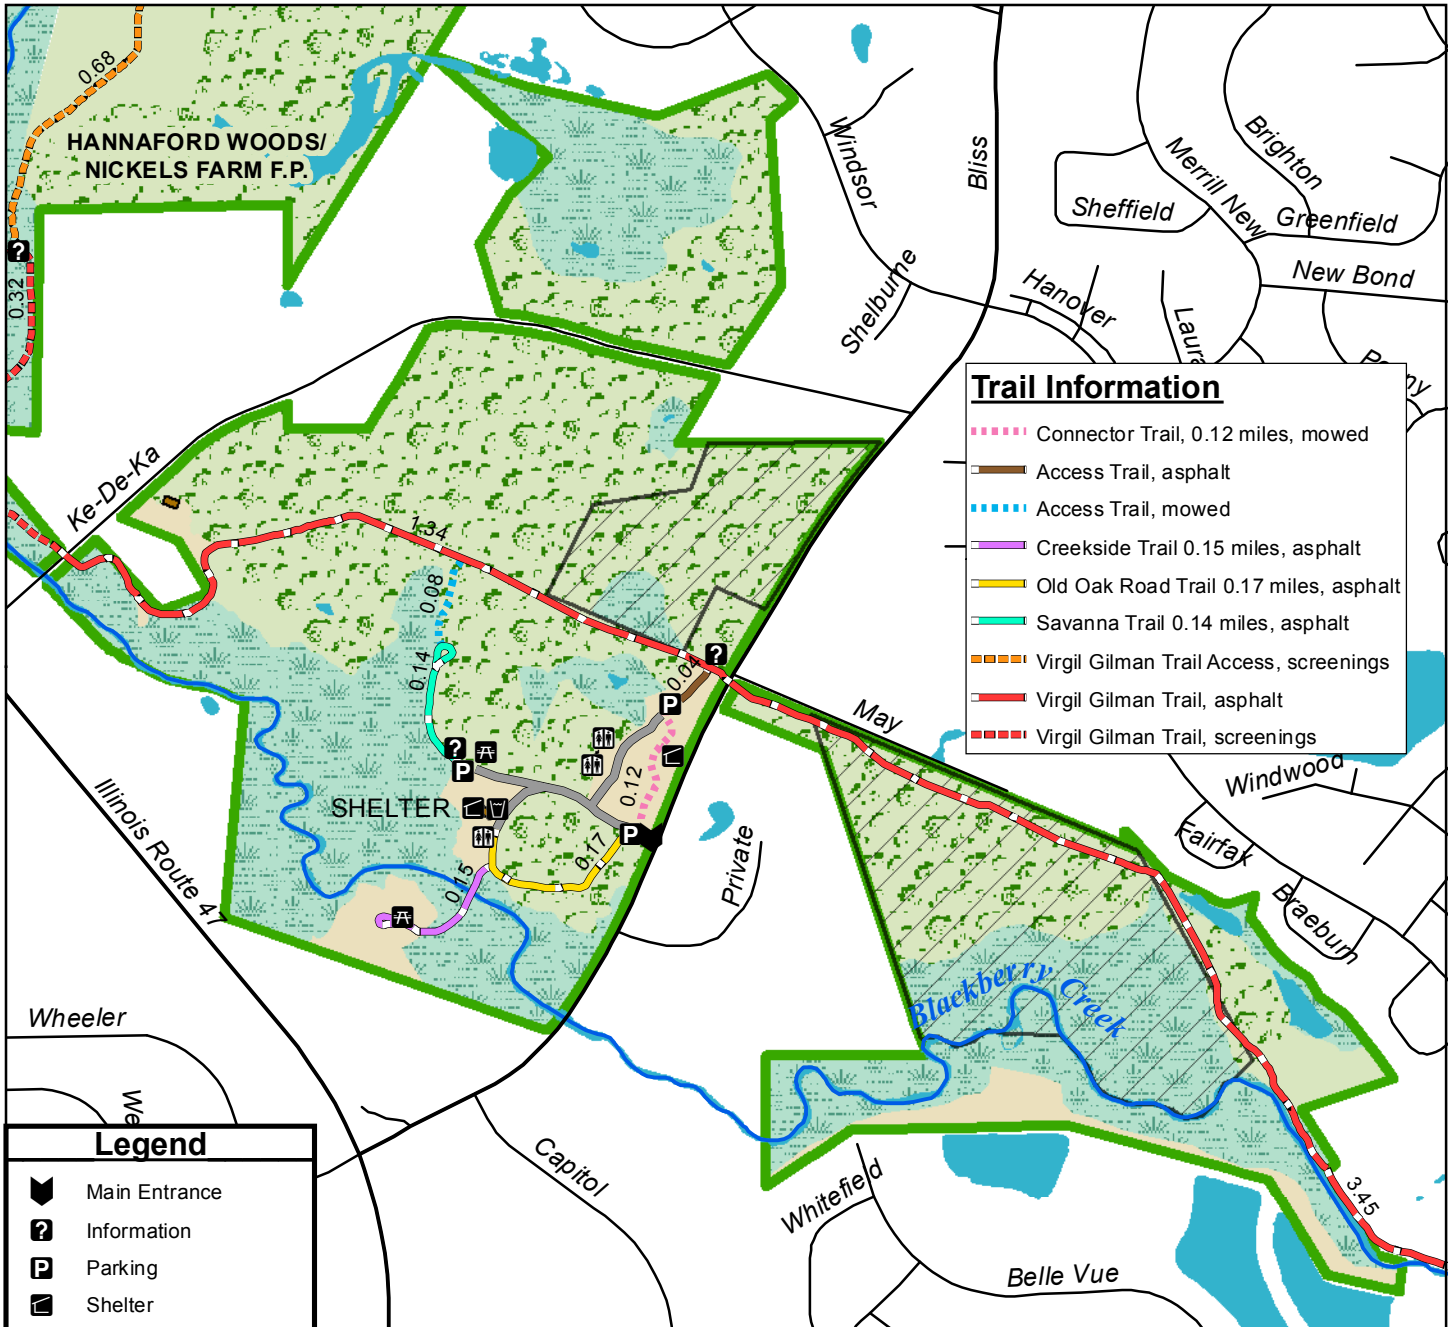 0.68
HANNAFORD WOODS/
NICKELS FARM F.P.
?
0.32
Windsor
Bliss
Shelburne
Brighton
Merrill New
Sheffield
Greenfield
New Bond
Hanover
Laura
Trail Information
Connector Trail, 0.12 miles, mowed
Access Trail, asphalt
Access Trail, mowed
Creekside Trail 0.15 miles, asphalt
Old Oak Road Trail 0.17 miles, asphalt
Savanna Trail 0.14 miles, asphalt
Virgil Gilman Trail Access, screenings
Virgil Gilman Trail, asphalt
Virgil Gilman Trail, screenings
Ke-De-Ka
1.34
0.08
0.14
0.04
?
P
May
?
P
SHELTER
0.12
P
0.17
0.15
Private
Windwood
Fairfax
Braeburn
Illinois Route 47
Blackberry Creek
Wheeler
We
Capitol
Whitefield
Belle Vue
3.45
Legend
Main Entrance
? Information
P Parking
Shelter